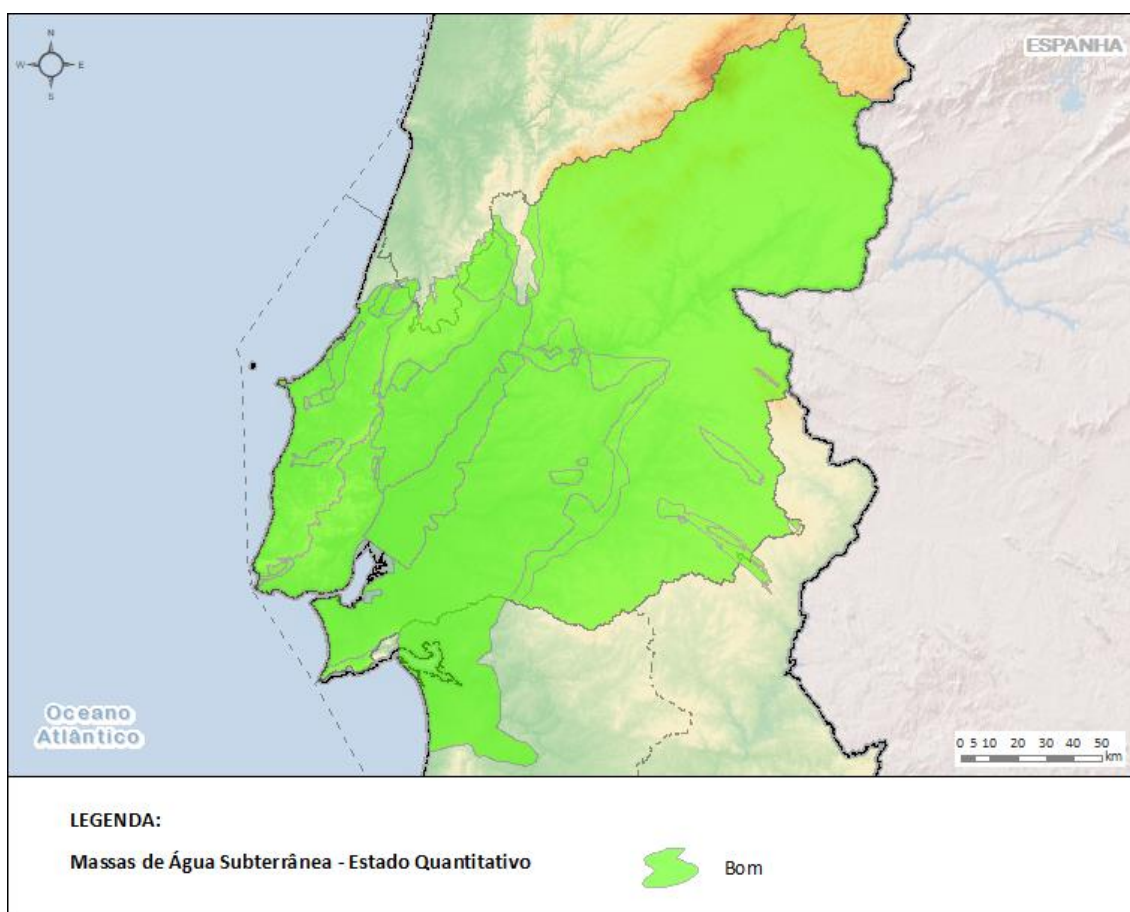 N
W E
S
ESPANHA
Oceano
Atlântico
0 5 10 20 30 40 50
km
LEGENDA:
Massas de Água Subterrânea - Estado Quantitativo
Bom